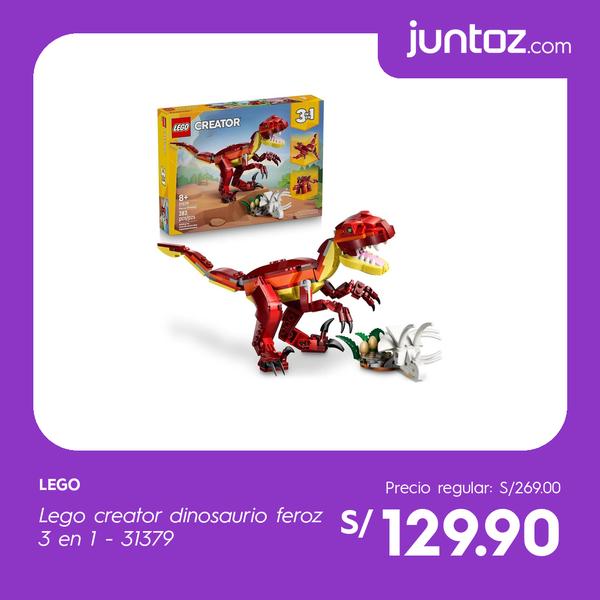 juntoz.com
LEGO CREATOR
3in1
8+
383
LEGO
Lego creator dinosaurio feroz
3 en 1 - 31379
Precio regular: S/269.00
S/129.90